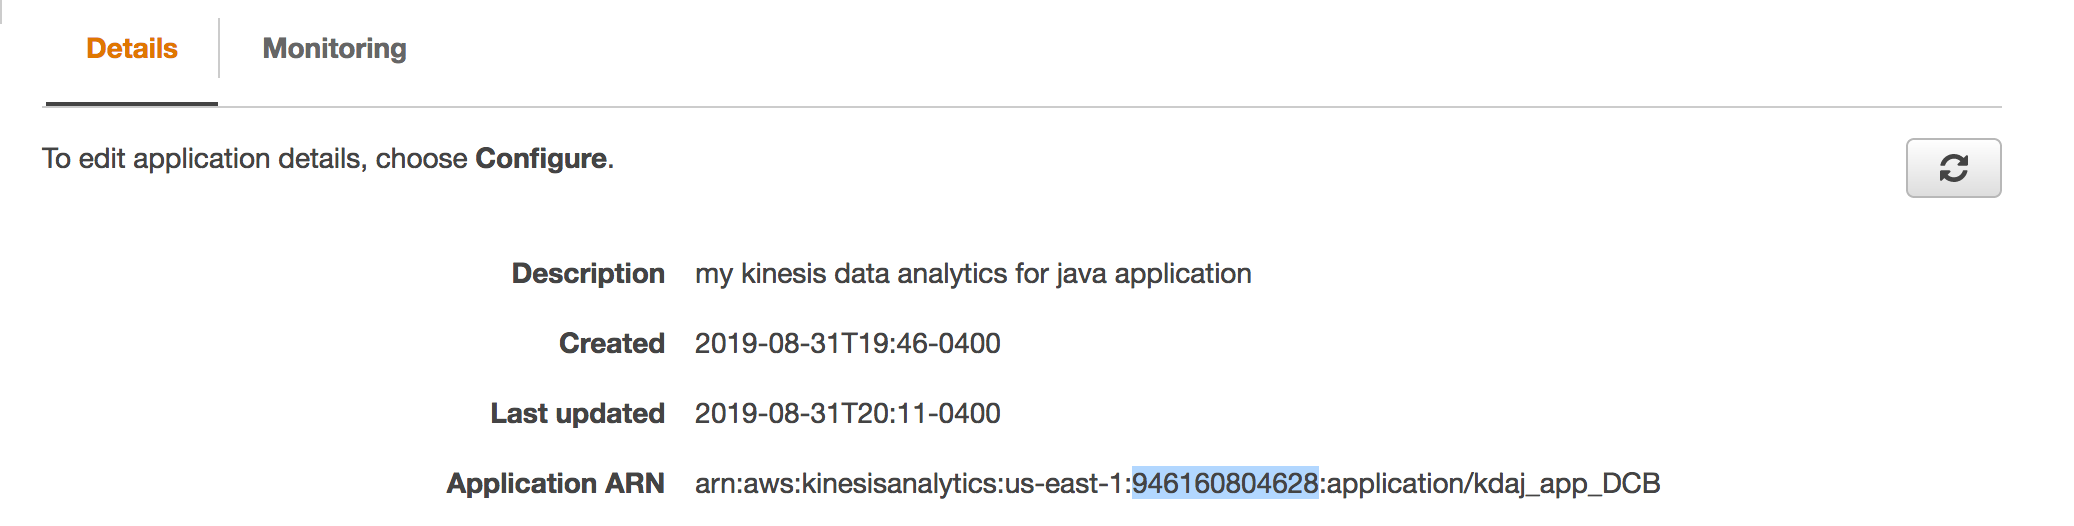 Details Monitoring
To edit application details, choose Configure.
Description my kinesis data analytics for java application
Created 2019-08-31T19:46-0400
Last updated 2019-08-31T20:11-0400
Application ARN arn:aws:kinesisanalytics:us-east-1:946160804628:application/kdaj_app_DCB